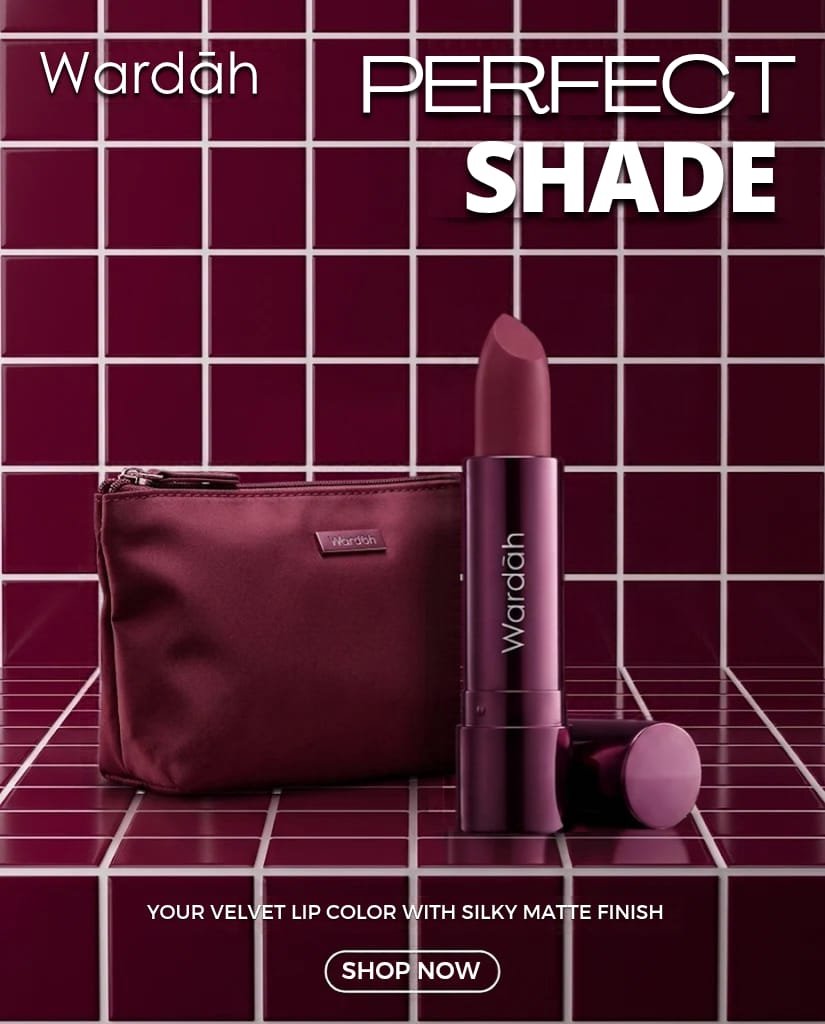 Wardāh
PERFECT
SHADE
Wardāh
Wardāh
YOUR VELVET LIP COLOR WITH SILKY MATTE FINISH
SHOP NOW